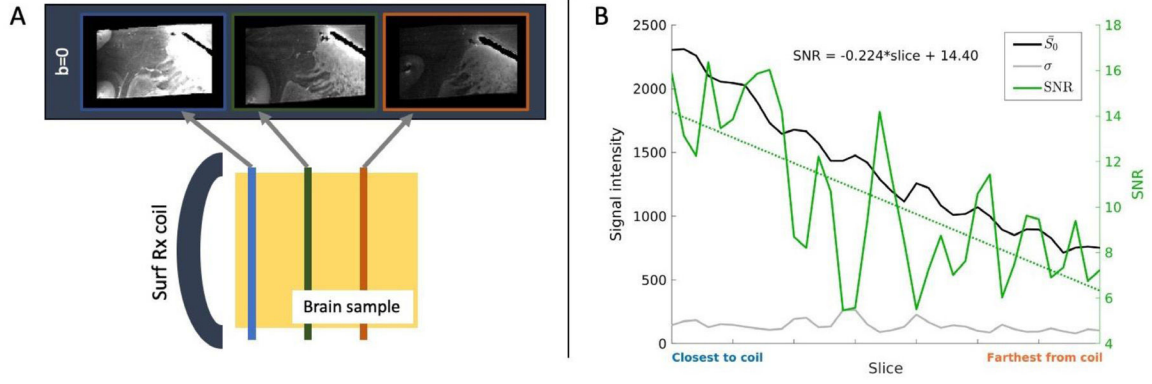 A
b=0
Surf Rx coil
Brain sample
B
SNR = -0.224*slice + 14.40
S̄₀
σ
SNR
Signal intensity
2500
2000
1500
1000
500
0
SNR
18
16
14
12
10
8
6
4
Closest to coil
Slice
Farthest from coil